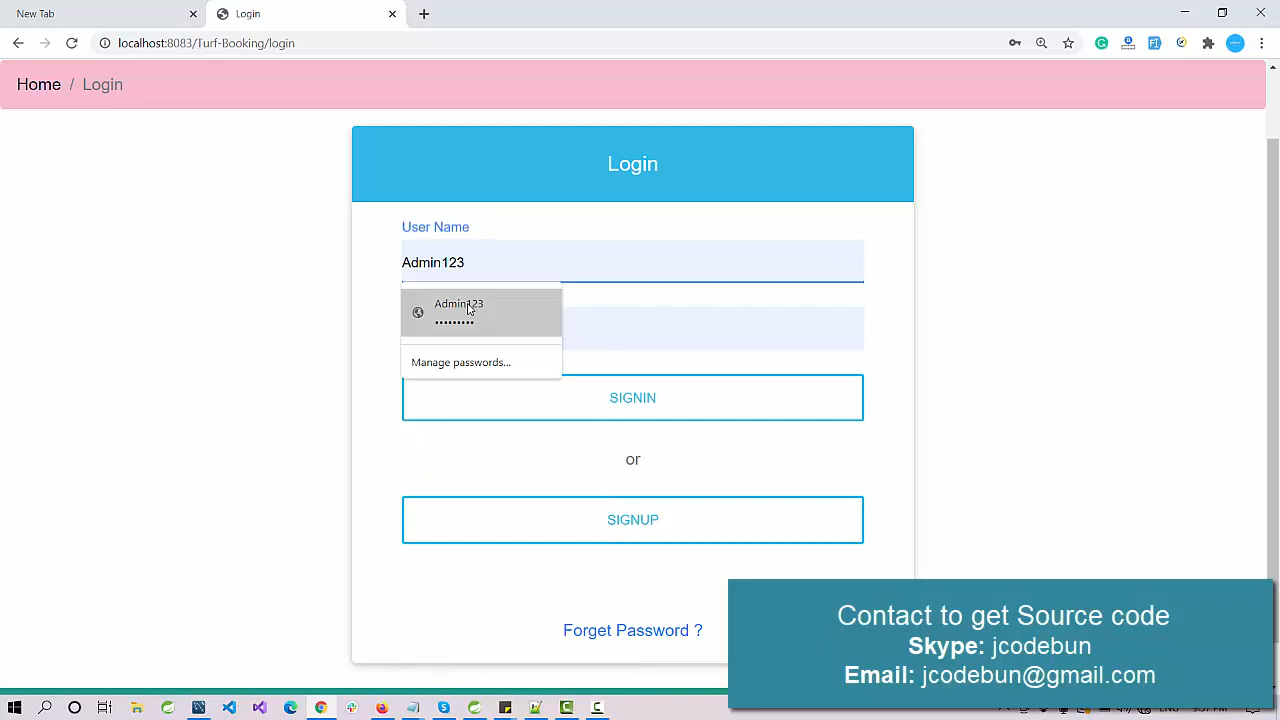 New Tab
Login
localhost:8083/Turf-Booking/login
Home / Login
Login
User Name
Admin123
Admin123
•••••••••
Manage passwords...
SIGNIN
or
SIGNUP
Forget Password ?
Contact to get Source code
Skype: jcodebun
Email: jcodebun@gmail.com